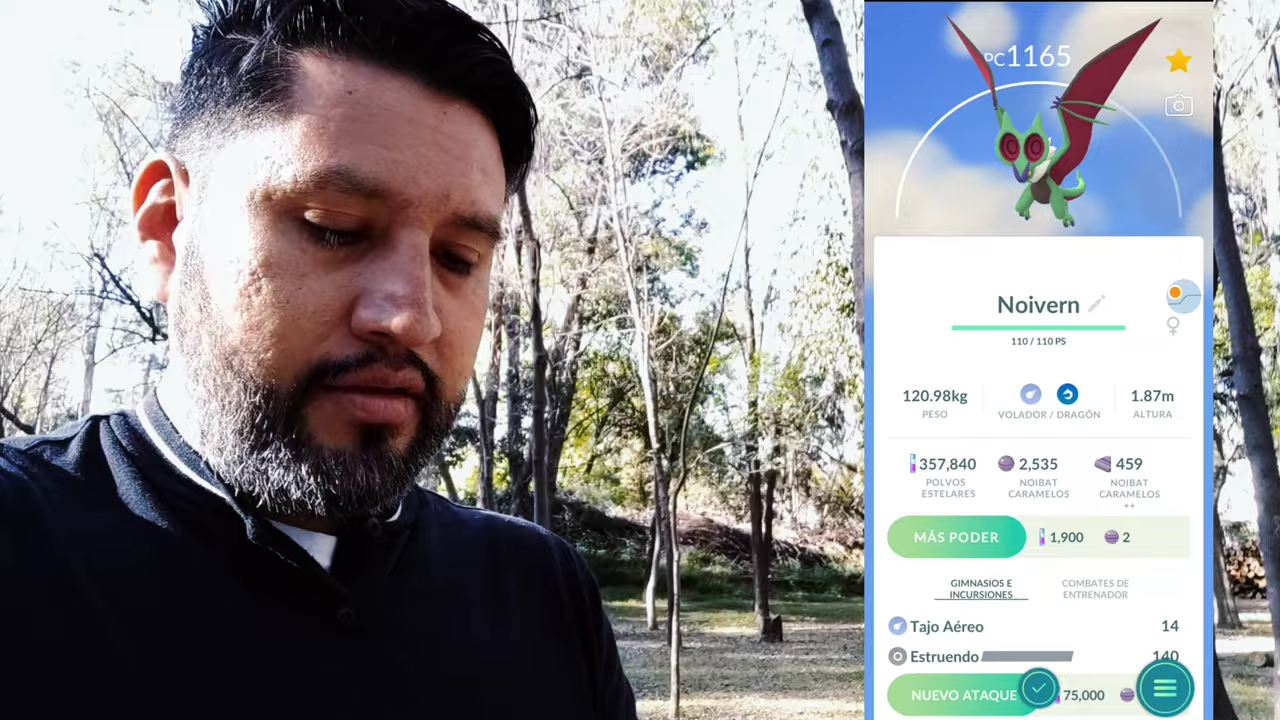 PC1165
Noivern
110 / 110 PS
120.98kg
PESO
VOLADOR / DRAGÓN
1.87m
ALTURA
357,840
POLVOS
ESTELARES
2,535
NOIBAT
CARAMELOS
459
NOIBAT
CARAMELOS
++
MÁS PODER
1,900
2
GIMNASIOS E
INCURSIONES
COMBATES DE
ENTRENADOR
Tajo Aéreo 14
Estruendo 140
NUEVO ATAQUE
75,000